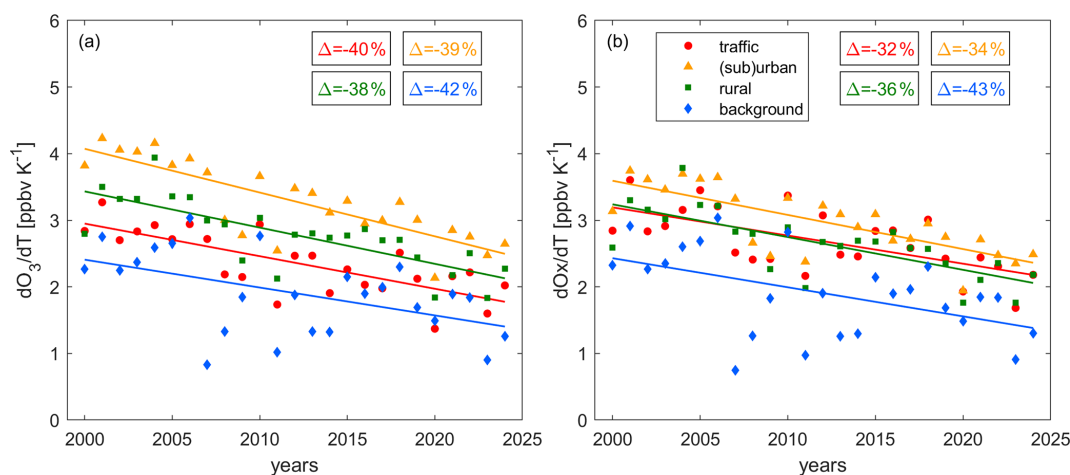 (a)
Δ=-40%
Δ=-39%
Δ=-38%
Δ=-42%
6
5
4
3
2
1
0
dO₃/dT [ppbv K⁻¹]
2000
2005
2010
2015
2020
2025
years
(b)
traffic
(sub)urban
rural
background
Δ=-32%
Δ=-34%
Δ=-36%
Δ=-43%
6
5
4
3
2
1
0
dOx/dT [ppbv K⁻¹]
2000
2005
2010
2015
2020
2025
years